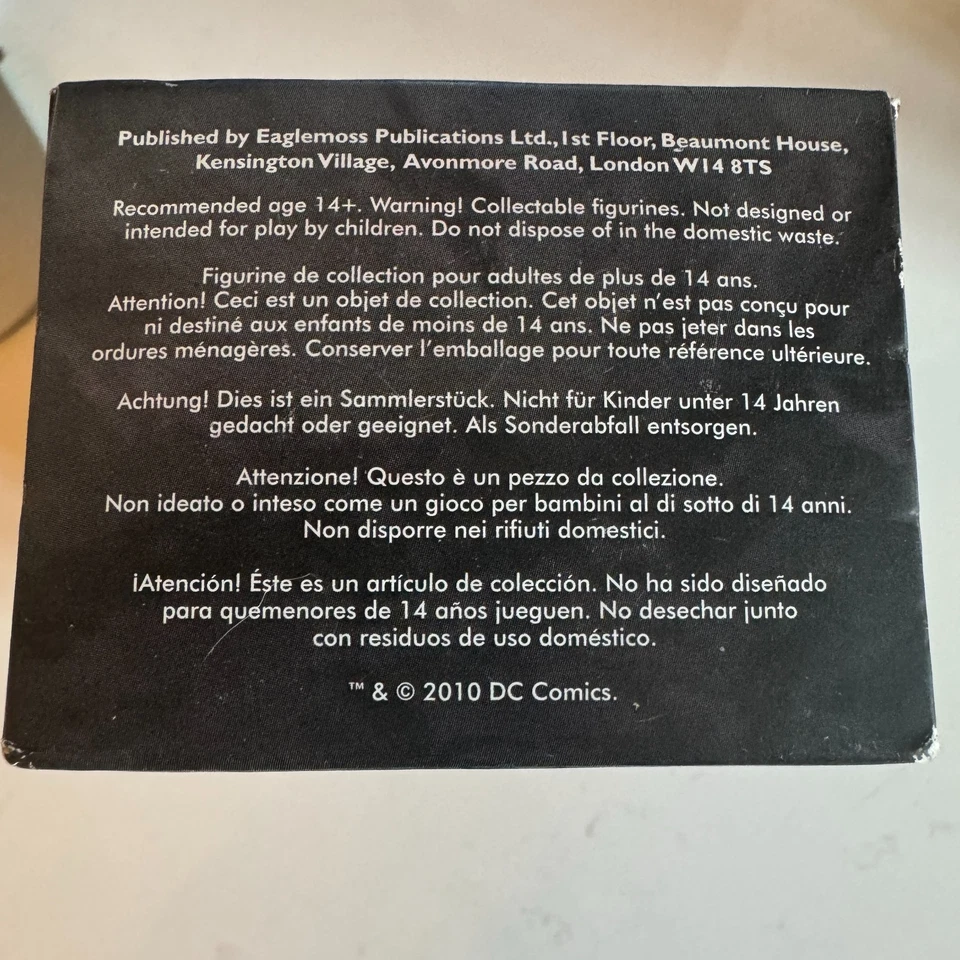 Published by Eaglemoss Publications Ltd., 1st Floor, Beaumont House,
Kensington Village, Avonmore Road, London W14 8TS
Recommended age 14+. Warning! Collectable figurines. Not designed or
intended for play by children. Do not dispose of in the domestic waste.
Figurine de collection pour adultes de plus de 14 ans.
Attention! Ceci est un objet de collection. Cet objet n'est pas conçu pour
ni destiné aux enfants de moins de 14 ans. Ne pas jeter dans les
ordures ménagères. Conserver l'emballage pour toute référence ultérieure.
Achtung! Dies ist ein Sammlerstück. Nicht für Kinder unter 14 Jahren
gedacht oder geeignet. Als Sonderabfall entsorgen.
Attenzione! Questo è un pezzo da collezione.
Non ideato o inteso come un gioco per bambini al di sotto di 14 anni.
Non disporre nei rifiuti domestici.
¡Atención! Éste es un artículo de colección. No ha sido diseñado
para quemenores de 14 años jueguen. No desechar junto
con residuos de uso doméstico.
™ & © 2010 DC Comics.